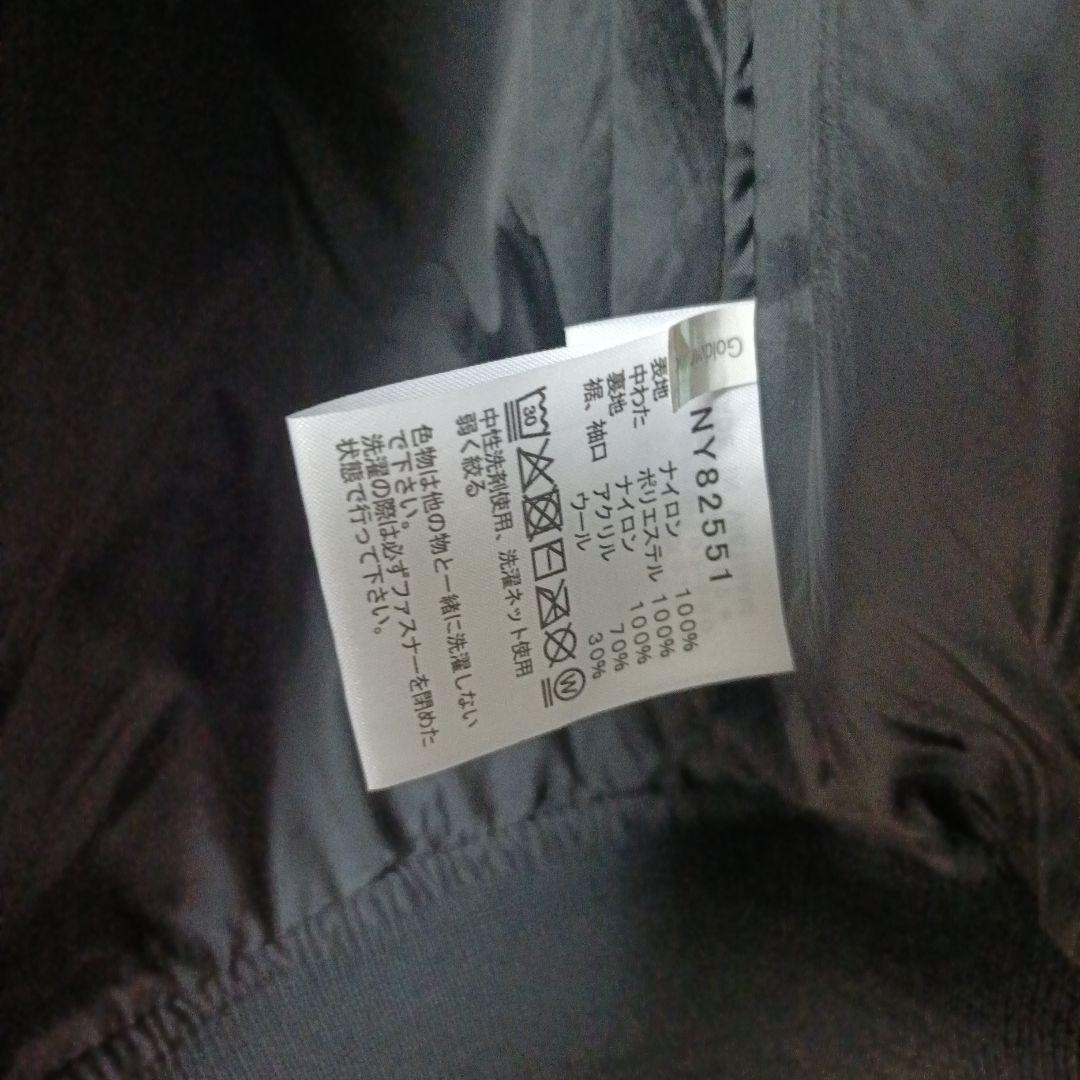 Goldwin
NY82551
表地 ナイロン 100%
中わた ポリエステル 100%
裏地 ナイロン 100%
裾、袖口 アクリル 70%
ウール 30%
30
W
中性洗剤使用、洗濯ネット使用
弱く絞る
色物は他の物と一緒に洗濯しない
で下さい。
洗濯の際は必ずファスナーを閉めた
状態で行って下さい。